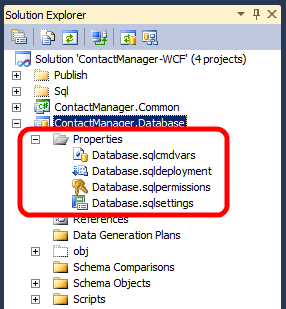 Solution Explorer
Solution 'ContactManager-WCF' (4 projects)
Publish
Sql
ContactManager.Common
ContactManager.Database
Properties
Database.sqlcmdvars
Database.sqldeployment
Database.sqlpermissions
Database.sqlsettings
References
Data Generation Plans
obj
Schema Comparisons
Schema Objects
Scripts